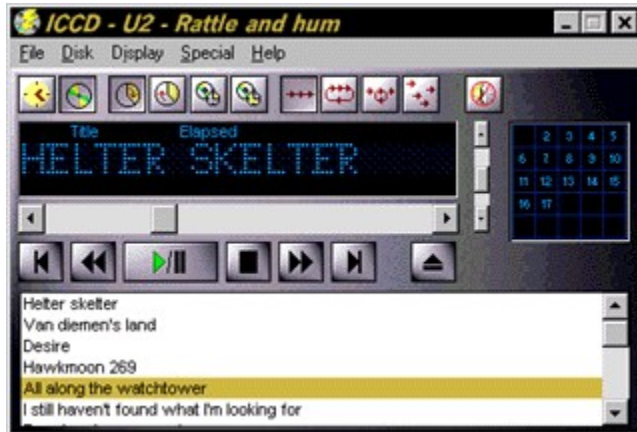 ICCD - U2 - Rattle and hum
File Disk Display Special Help
Title Elapsed
HELTER SKELTER
2 3 4 5
6 7 8 9 10
11 12 13 14 15
16 17
Helter skelter
Van diemen's land
Desire
Hawkmoon 269
All along the watchtower
I still haven't found what I'm looking for